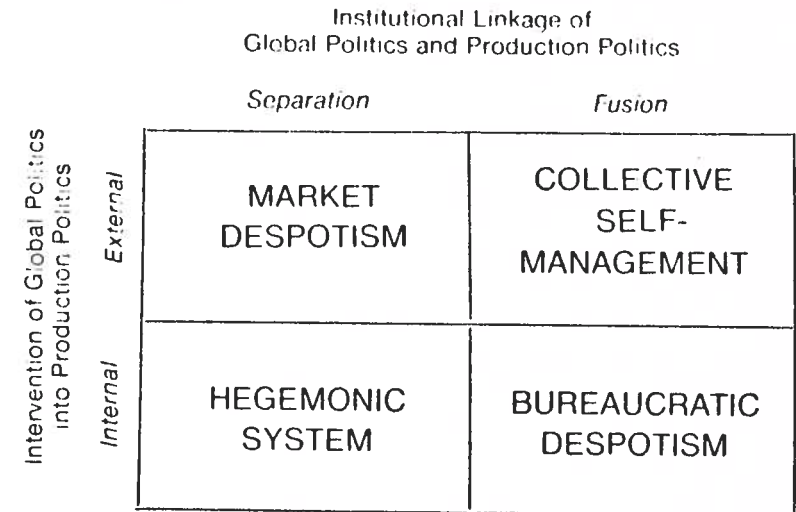 Institutional Linkage of
Global Politics and Production Politics
Separation
Fusion
Intervention of Global Politics
into Production Politics
External
MARKET
DESPOTISM
COLLECTIVE
SELF-
MANAGEMENT
Internal
HEGEMONIC
SYSTEM
BUREAUCRATIC
DESPOTISM